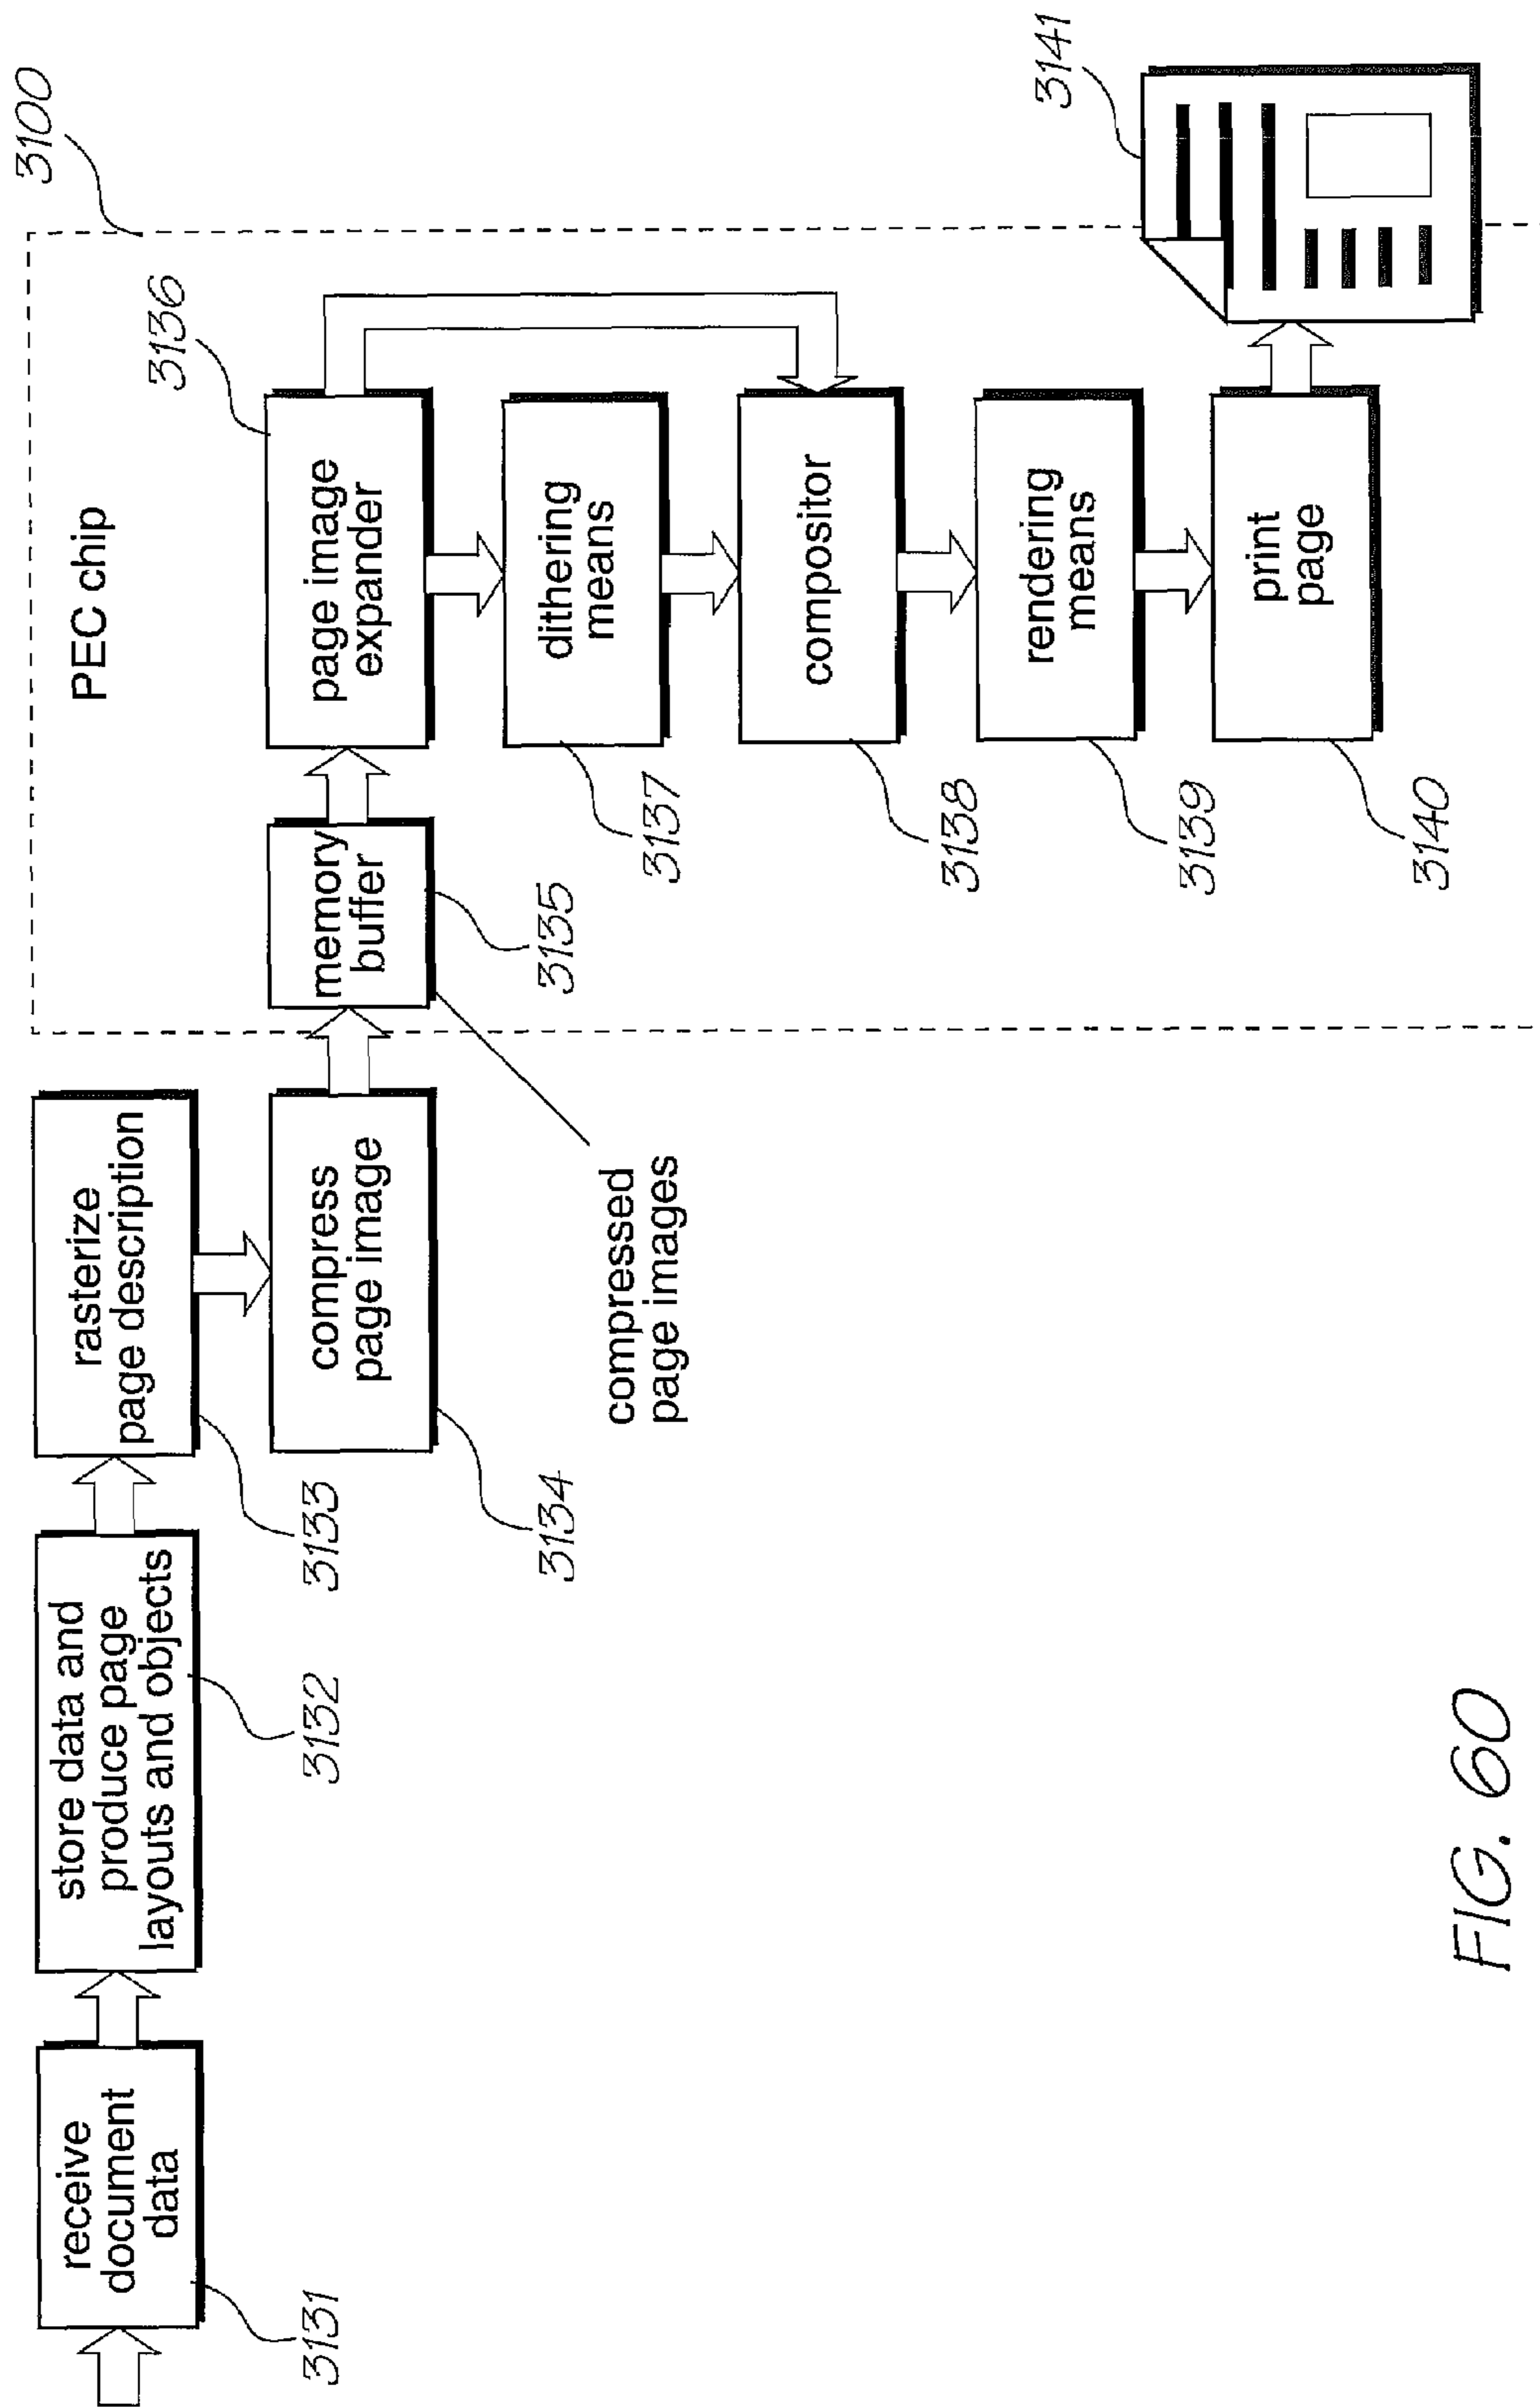 receive
document
data
3131
store data and
produce page
layouts and objects
3132
rasterize
page description
3133
compress
page image
3134
compressed
page images
PEC chip
3100
memory
buffer
3135
page image
expander
3136
dithering
means
3137
compositor
3138
rendering
means
3139
print
page
3140
3141
FIG. 60